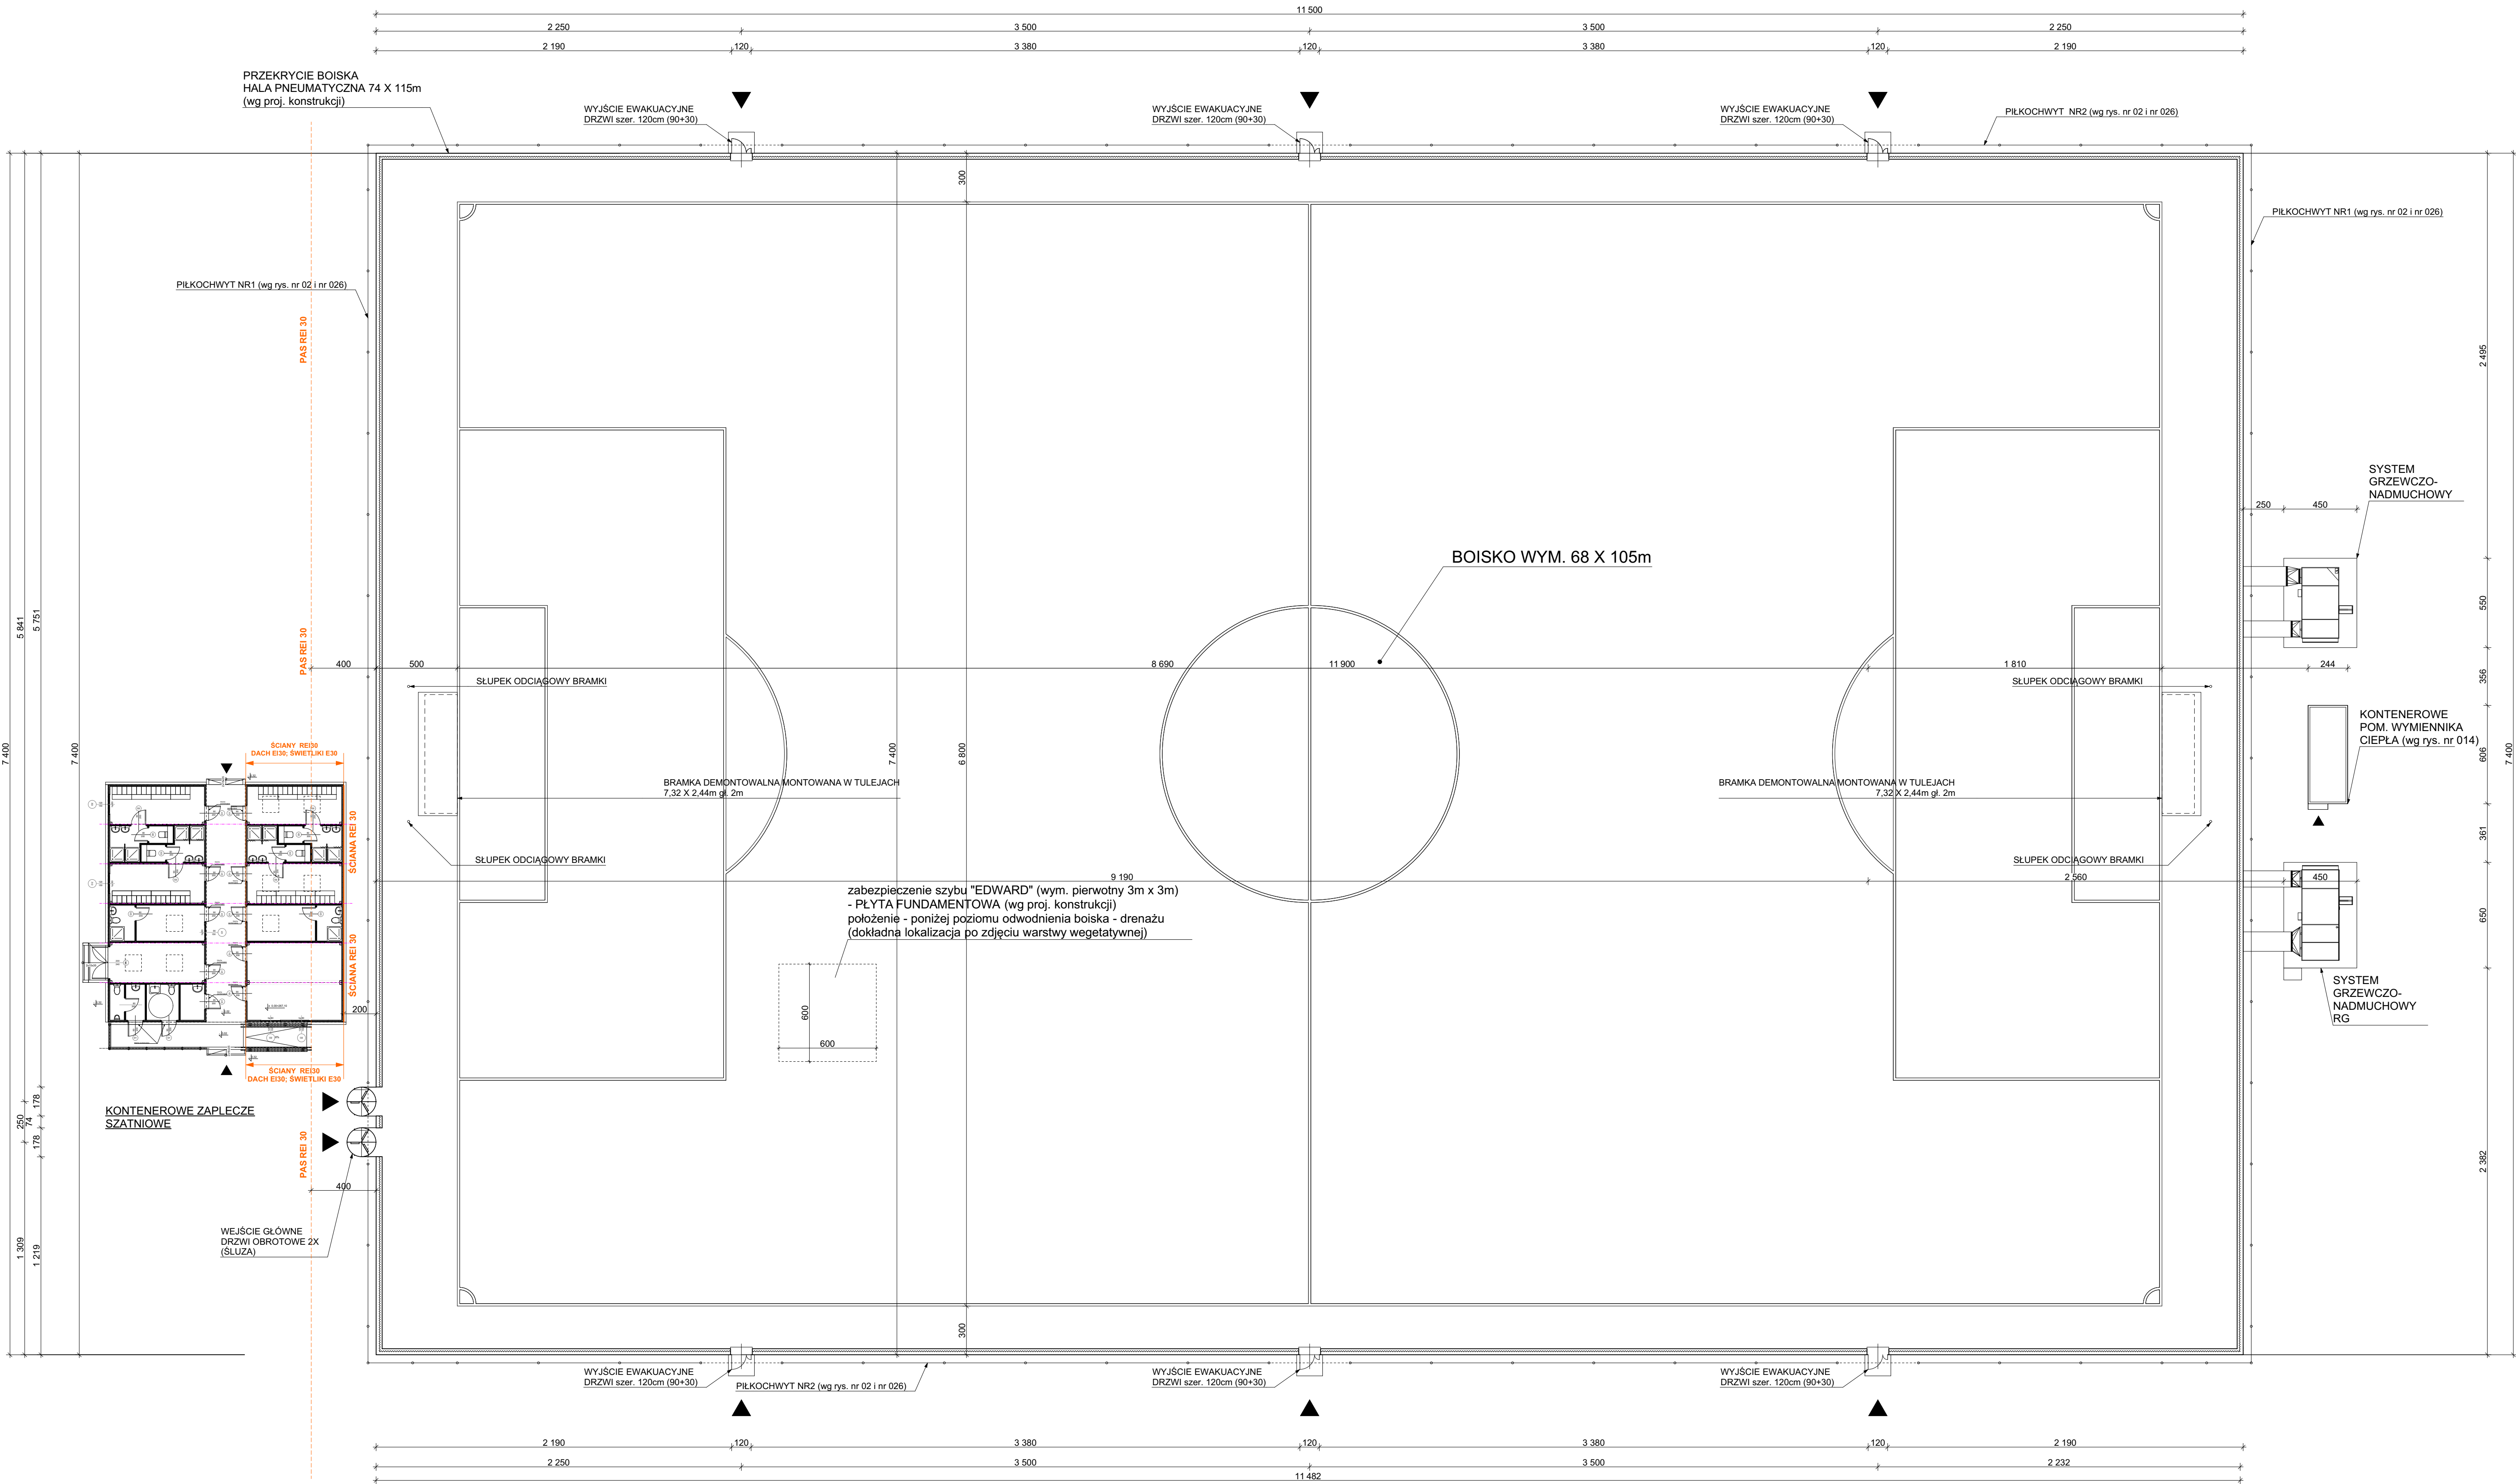 11 500
2 250
3 500
3 500
2 250
2 190
120
3 380
120
3 380
120
2 190
PRZEKRYCIE BOISKA
HALA PNEUMATYCZNA 74 X 115m
(wg proj. konstrukcji)
WYJŚCIE EWAKUACYJNE
DRZWI szer. 120cm (90+30)
WYJŚCIE EWAKUACYJNE
DRZWI szer. 120cm (90+30)
WYJŚCIE EWAKUACYJNE
DRZWI szer. 120cm (90+30)
PIŁKOCHWYT NR2 (wg rys. nr 02 i nr 026)
300
PIŁKOCHWYT NR1 (wg rys. nr 02 i nr 026)
PIŁKOCHWYT NR1 (wg rys. nr 02 i nr 026)
PAS REI 30
2 495
SYSTEM
GRZEWCZO-
NADMUCHOWY
250
450
BOISKO WYM. 68 X 105m
550
5 841
5 751
PAS REI 30
400
500
8 690
11 900
1 810
244
356
SŁUPEK ODCIĄGOWY BRAMKI
SŁUPEK ODCIĄGOWY BRAMKI
KONTENEROWE
POM. WYMIENNIKA
CIEPŁA (wg rys. nr 014)
7 400
7 400
7 400
6 800
606
7 400
ŚCIANY REI30
DACH EI30; ŚWIETLIKI E30
BRAMKA DEMONTOWALNA MONTOWANA W TULEJACH
7,32 X 2,44m gł. 2m
BRAMKA DEMONTOWALNA MONTOWANA W TULEJACH
7,32 X 2,44m gł. 2m
ŚCIANA REI 30
361
SŁUPEK ODCIĄGOWY BRAMKI
SŁUPEK ODCIĄGOWY BRAMKI
9 190
2 560
450
zabezpieczenie szybu "EDWARD" (wym. pierwotny 3m x 3m)
- PŁYTA FUNDAMENTOWA (wg proj. konstrukcji)
położenie - poniżej poziomu odwodnienia boiska - drenażu
(dokładna lokalizacja po zdjęciu warstwy wegetatywnej)
650
ŚCIANA REI 30
200
600
600
SYSTEM
GRZEWCZO-
NADMUCHOWY
RG
ŚCIANY REI30
DACH EI30; ŚWIETLIKI E30
KONTENEROWE ZAPLECZE
SZATNIOWE
178
250
74
178
PAS REI 30
2 382
400
WEJŚCIE GŁÓWNE
DRZWI OBROTOWE 2X
(ŚLUZA)
1 309
1 219
300
WYJŚCIE EWAKUACYJNE
DRZWI szer. 120cm (90+30)
PIŁKOCHWYT NR2 (wg rys. nr 02 i nr 026)
WYJŚCIE EWAKUACYJNE
DRZWI szer. 120cm (90+30)
WYJŚCIE EWAKUACYJNE
DRZWI szer. 120cm (90+30)
2 190
120
3 380
120
3 380
120
2 190
2 250
3 500
3 500
2 232
11 482